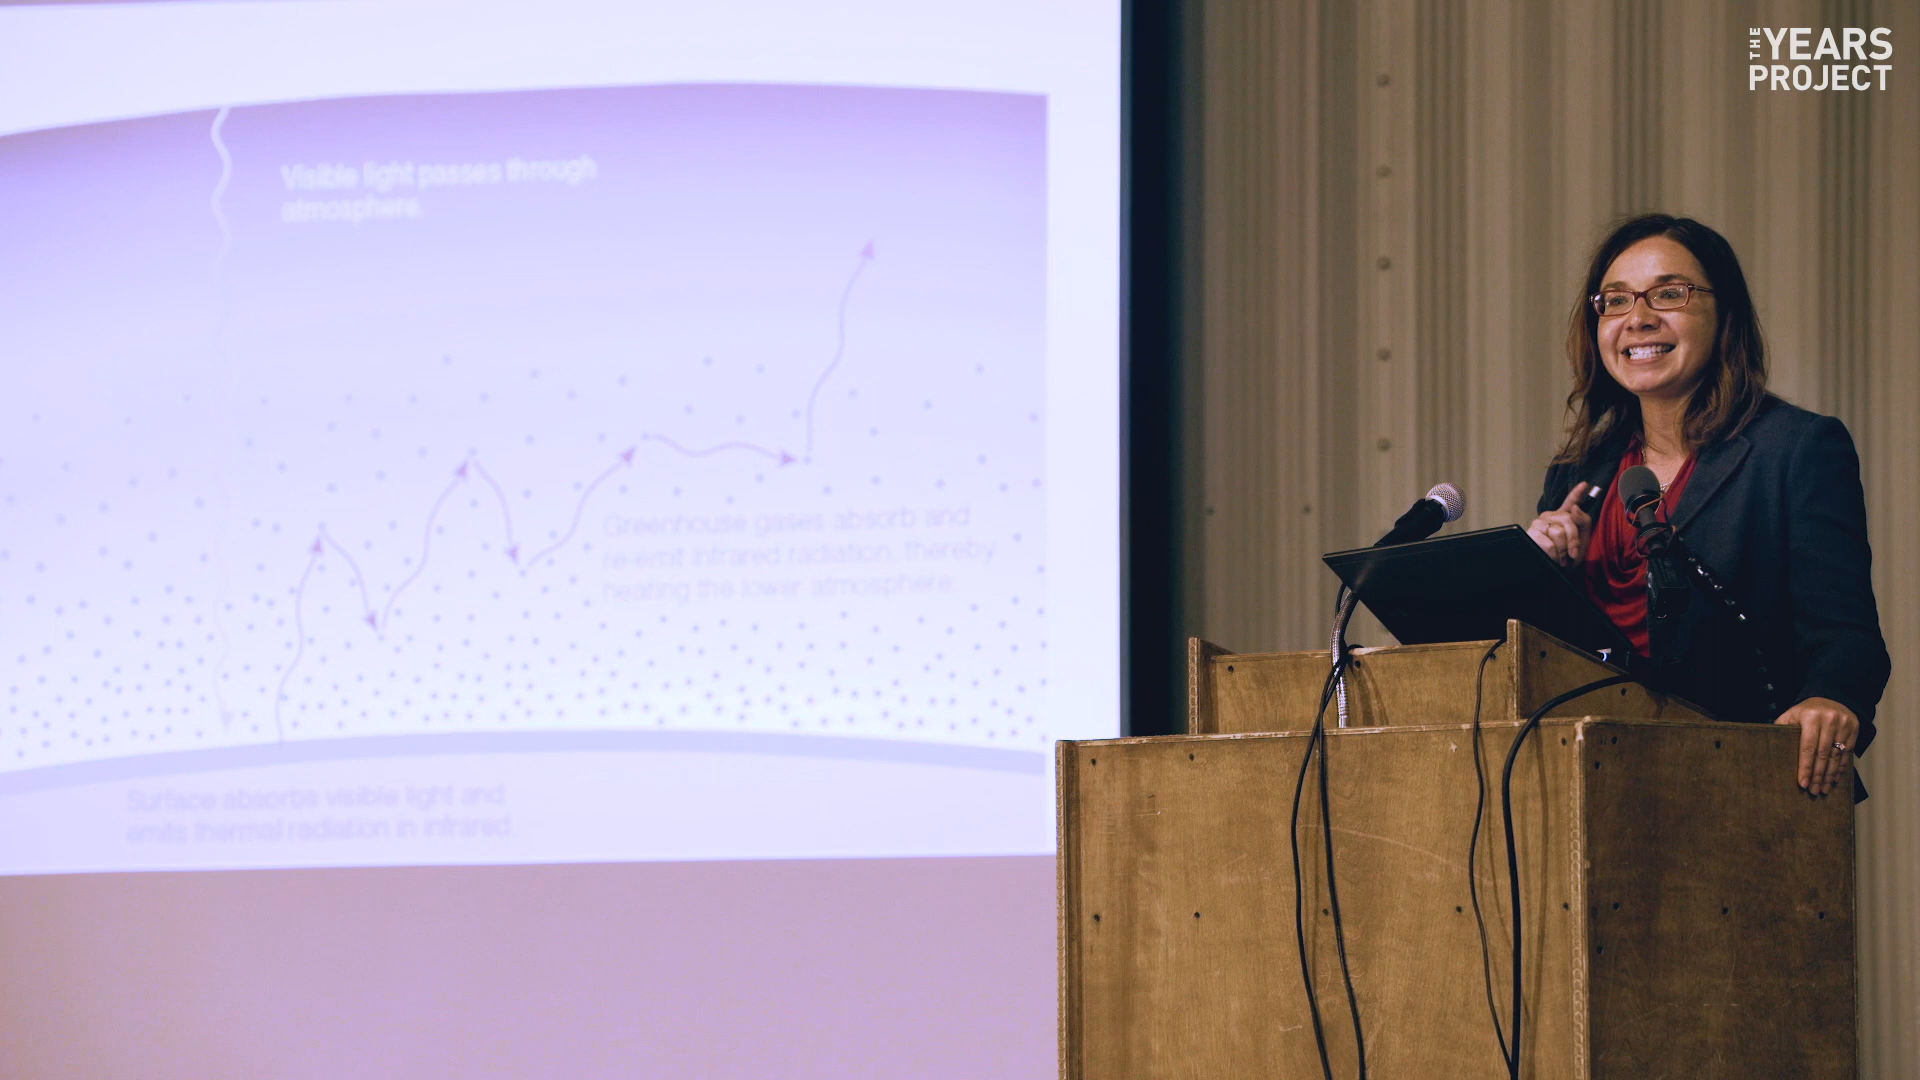 THE YEARS
PROJECT
Visible light passes through
atmosphere.
Greenhouse gases absorb and
re-emit infrared radiation, thereby
heating the lower atmosphere.
Surface absorbs visible light and
emits thermal radiation in infrared.